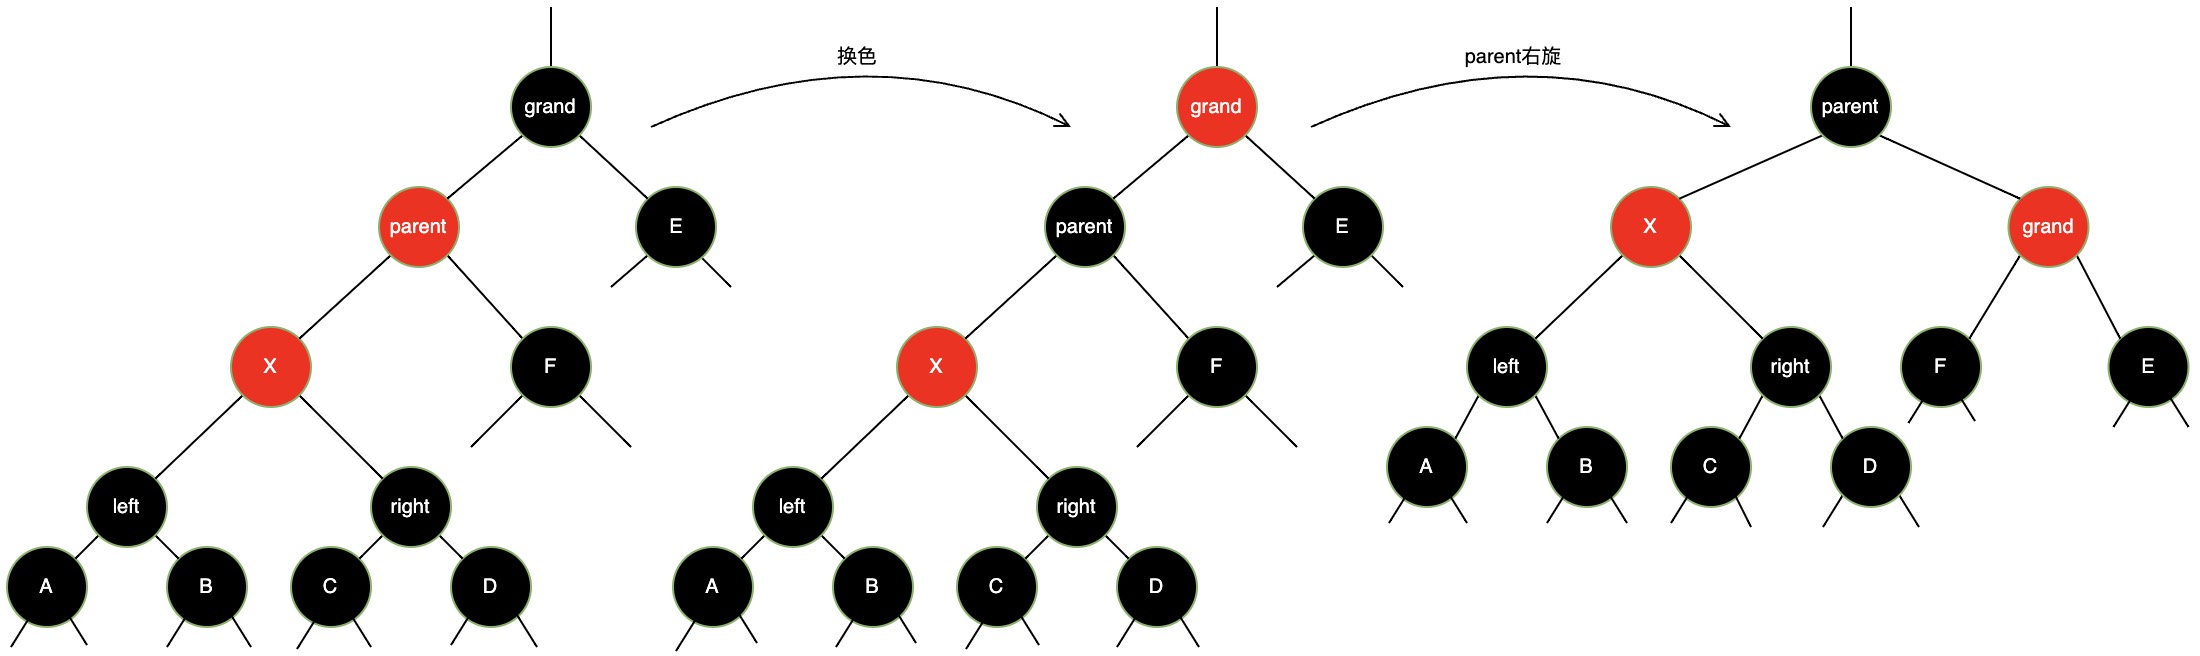 换色
parent右旋
grand
grand
parent
parent
E
parent
E
X
grand
X
F
X
F
left
right
F
E
left
right
left
right
A
B
C
D
A
B
C
D
A
B
C
D